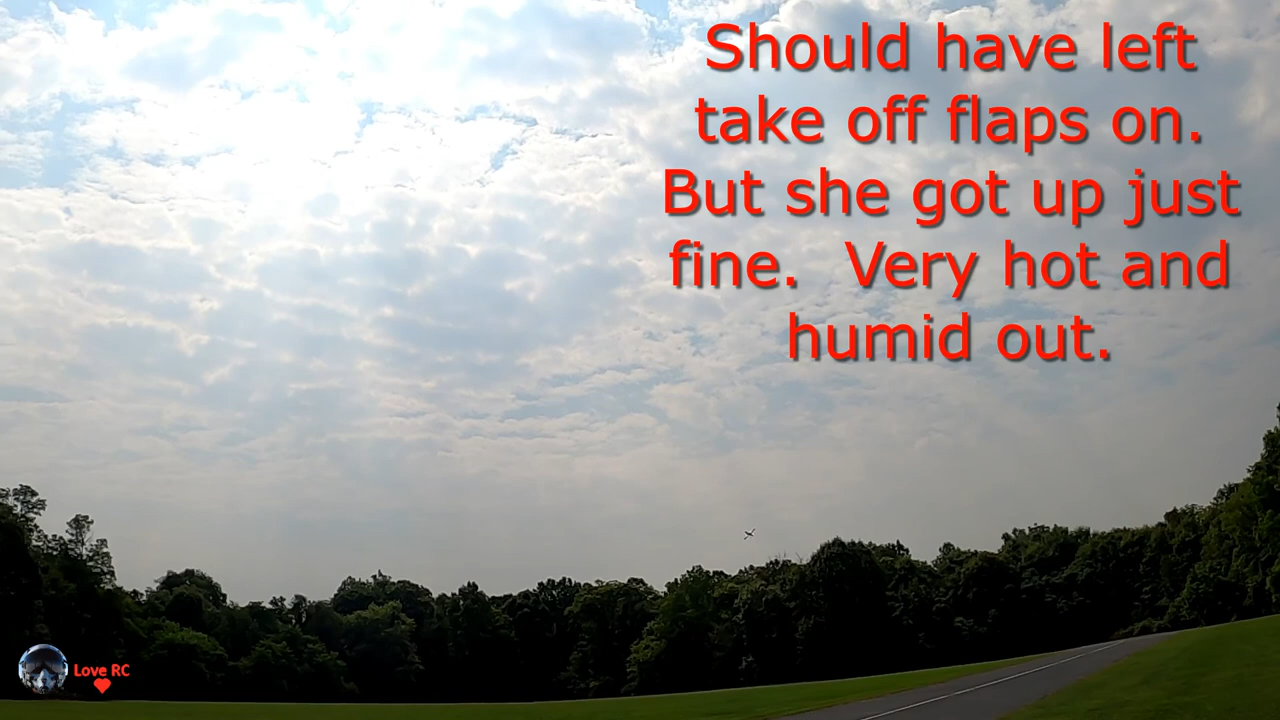 Should have left
take off flaps on.
But she got up just
fine.  Very hot and
humid out.
Love RC